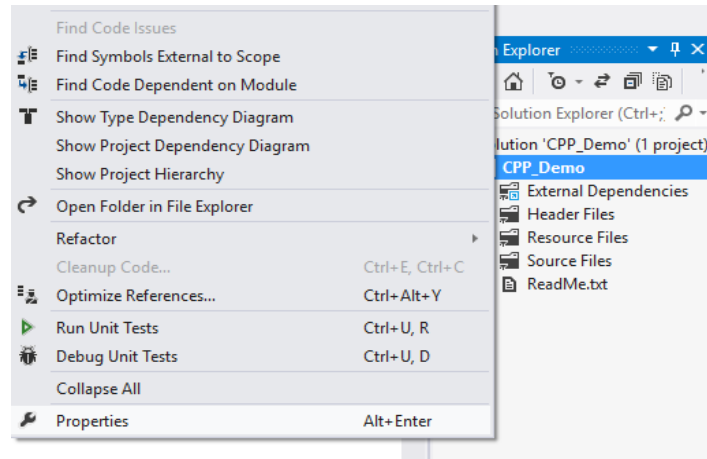 Find Code Issues
Find Symbols External to Scope
Find Code Dependent on Module
Show Type Dependency Diagram
Show Project Dependency Diagram
Show Project Hierarchy
Open Folder in File Explorer
Refactor
Cleanup Code... Ctrl+E, Ctrl+C
Optimize References... Ctrl+Alt+Y
Run Unit Tests Ctrl+U, R
Debug Unit Tests Ctrl+U, D
Collapse All
Properties Alt+Enter
Explorer
Solution Explorer (Ctrl+;
lution 'CPP_Demo' (1 project)
CPP_Demo
External Dependencies
Header Files
Resource Files
Source Files
ReadMe.txt